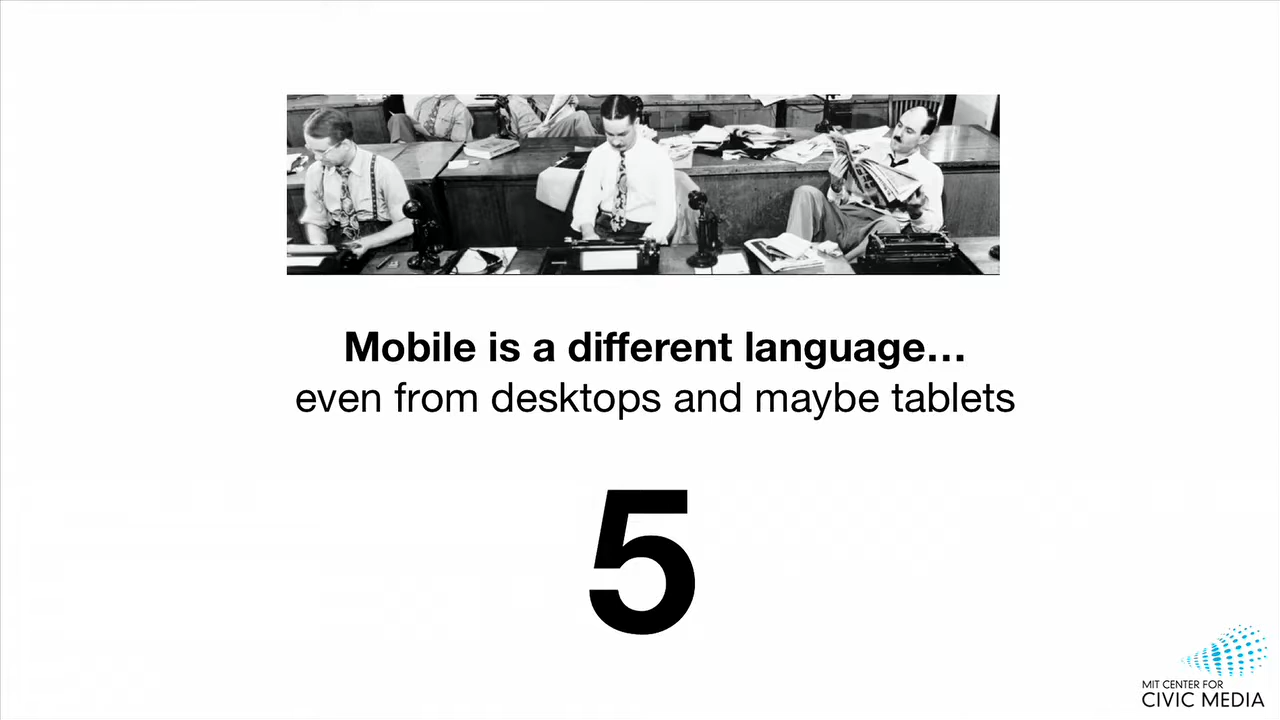 Mobile is a different language…
even from desktops and maybe tablets
5
MIT CENTER FOR
CIVIC MEDIA